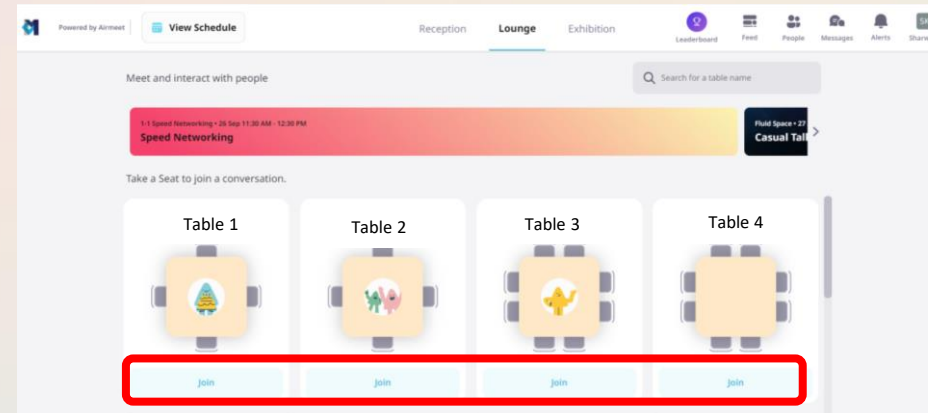 Powered by Airmeet
View Schedule
Reception
Lounge
Exhibition
Leaderboard
Feed
People
Messages
Alerts
SK
Share
Meet and interact with people
Search for a table name
1-1 Speed Networking • 26 Sep 11:30 AM - 12:30 PM
Speed Networking
Fluid Space • 27
Casual Tal
Take a Seat to join a conversation.
Table 1
Table 2
Table 3
Table 4
Join
Join
Join
Join